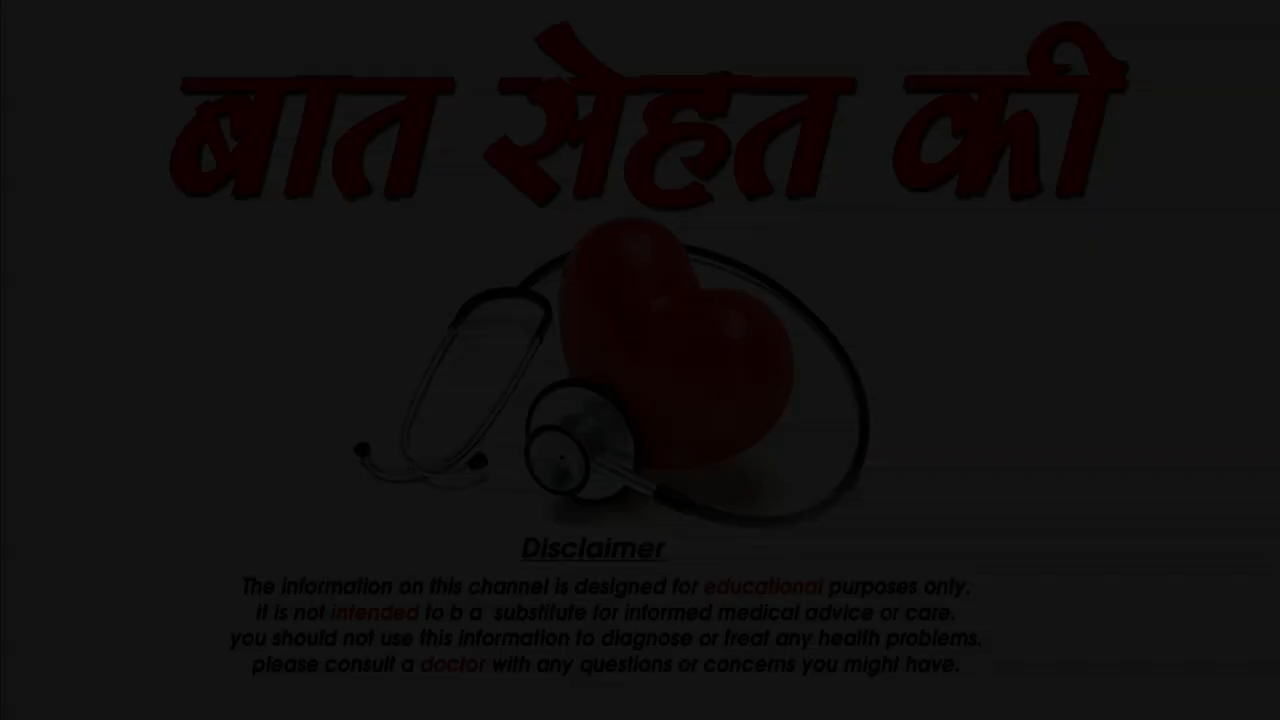 बात सेहत की
Disclaimer
The information on this channel is designed for educational purposes only.
it is not intended to b a substitute for informed medical advice or care.
you should not use this information to diagnose or treat any health problems.
please consult a doctor with any questions or concerns you might have.